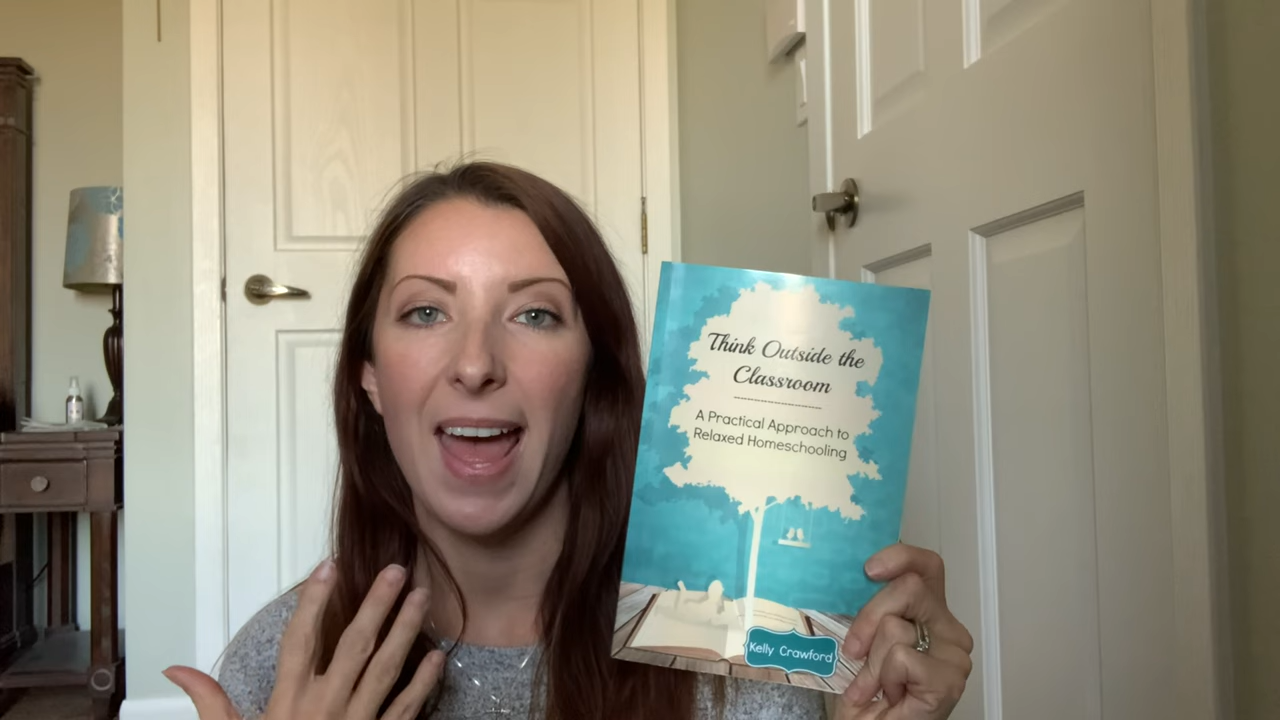 Think Outside the
Classroom
A Practical Approach to
Relaxed Homeschooling
Kelly Crawford